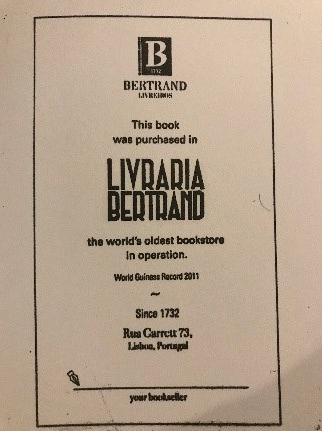 B
1732
BERTRAND
LIVREIROS
This book
was purchased in
LIVRARIA
BERTRAND
the world's oldest bookstore
in operation.
World Guiness Record 2011
~
Since 1732
Rua Garrett 73,
Lisboa, Portugal
your bookseller